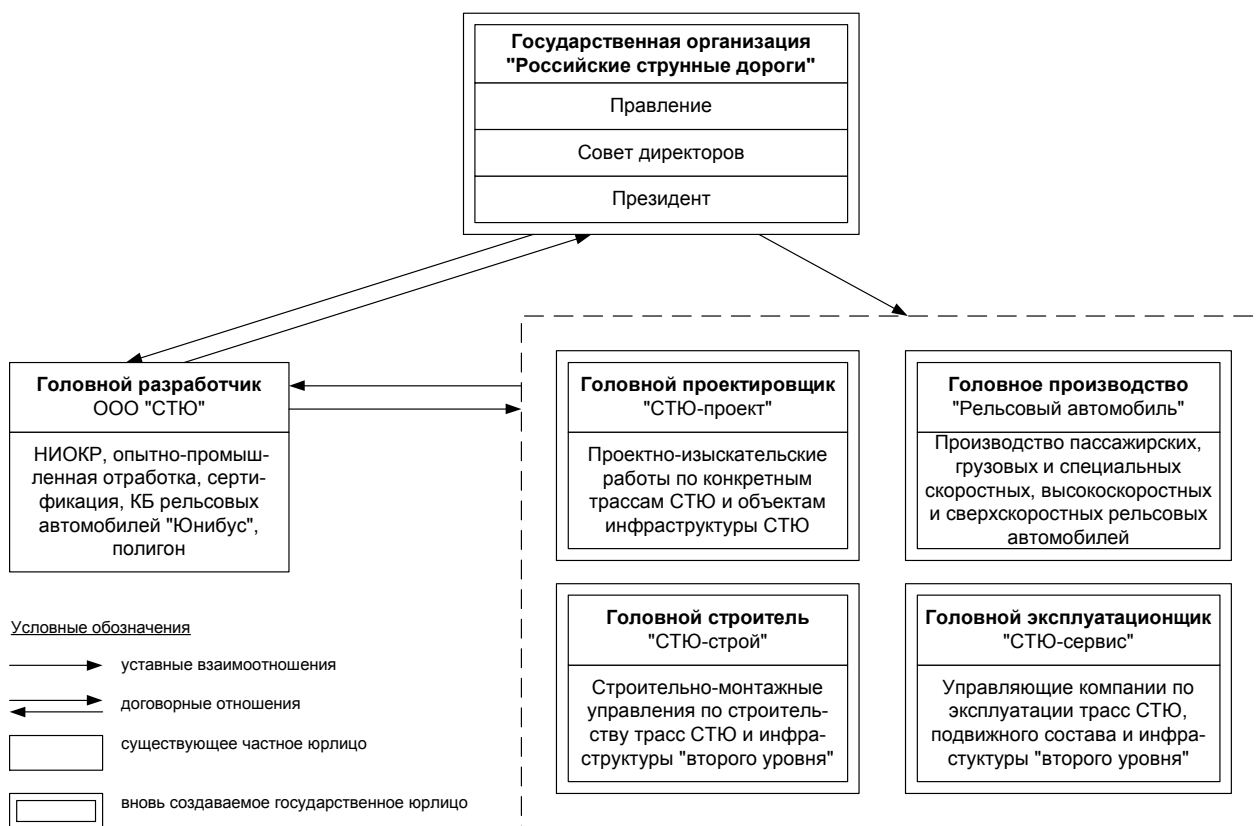 Государственная организация
"Российские струнные дороги"
Правление
Совет директоров
Президент
Головной разработчик
ООО "СТЮ"
НИОКР, опытно-промыш-
ленная отработка, серти-
фикация, КБ рельсовых
автомобилей "Юнибус",
полигон
Головной проектировщик
"СТЮ-проект"
Проектно-изыскательские
работы по конкретным
трассам СТЮ и объектам
инфраструктуры СТЮ
Головное производство
"Рельсовый автомобиль"
Производство пассажирских,
грузовых и специальных
скоростных, высокоскоростных
и сверхскоростных рельсовых
автомобилей
Головной строитель
"СТЮ-строй"
Строительно-монтажные
управления по строитель-
ству трасс СТЮ и инфра-
структуры "второго уровня"
Головной эксплуатационщик
"СТЮ-сервис"
Управляющие компании по
эксплуатации трасс СТЮ,
подвижного состава и инфра-
стуктуры "второго уровня"
Условные обозначения
уставные взаимоотношения
договорные отношения
существующее частное юрлицо
вновь создаваемое государственное юрлицо